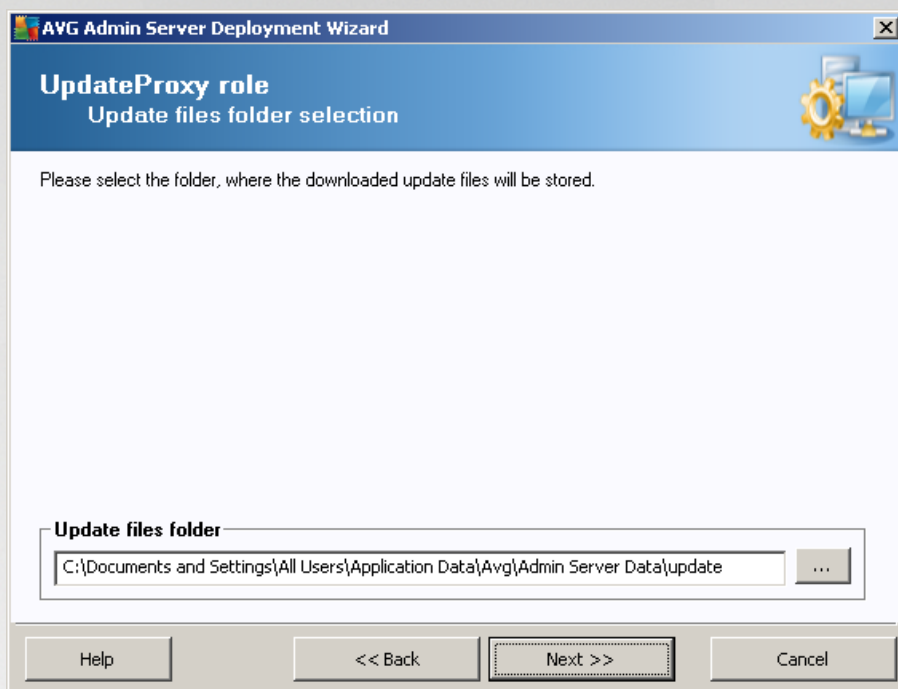 AVG Admin Server Deployment Wizard
UpdateProxy role
Update files folder selection
Please select the folder, where the downloaded update files will be stored.
Update files folder
C:\Documents and Settings\All Users\Application Data\Avg\Admin Server Data\update
...
Help
<< Back
Next >>
Cancel